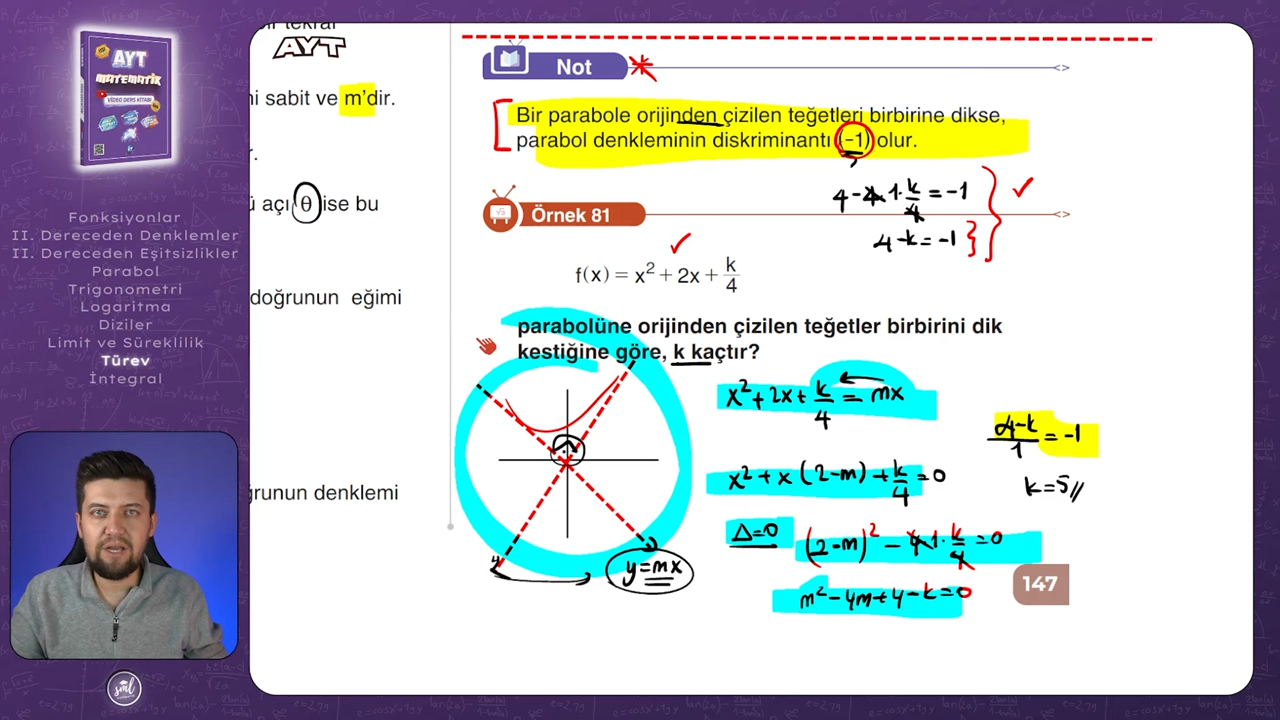 AYT
MATEMATİK
VİDEO DERS KİTABI
Fonksiyonlar
II. Dereceden Denklemler
II. Dereceden Eşitsizlikler
Parabol
Trigonometri
Logaritma
Diziler
Limit ve Süreklilik
Türev
İntegral
sml
AYT
ni sabit ve m'dir.
r.
ü açı θ ise bu
doğrunun eğimi
ğrunun denklemi
Not
Bir parabole orijinden çizilen teğetleri birbirine dikse,
parabol denkleminin diskriminantı (−1) olur.
4 − 4·1·k/4 = −1
4 − k = −1
Örnek 81
f(x) = x² + 2x + k/4
parabolüne orijinden çizilen teğetler birbirini dik
kestiğine göre, k kaçtır?
x² + 2x + k/4 = mx
x² + x(2−m) + k/4 = 0
Δ=0
(2−m)² − 4·1·k/4 = 0
m² − 4m + 4 − k = 0
(4−k)/1 = −1
k = 5//
y = mx
147